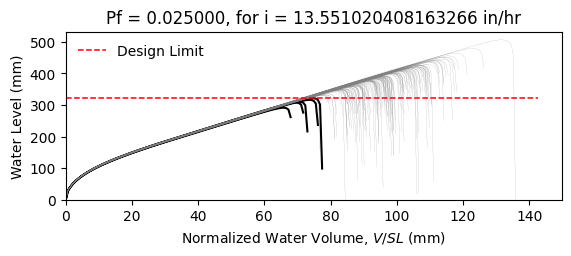 Pf = 0.025000, for i = 13.551020408163266 in/hr
Design Limit
Water Level (mm)
500
400
300
200
100
0
0 20 40 60 80 100 120 140
Normalized Water Volume, V/SL (mm)